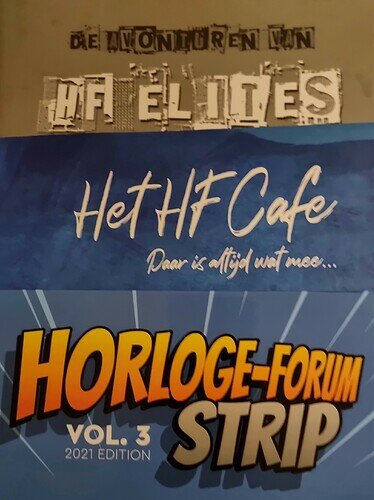 DE AVONTUREN VAN
HF ELITES
Het HF Cafe
Daar is altijd wat mee...
HORLOGE-FORUM
STRIP
VOL. 3
2021 EDITION